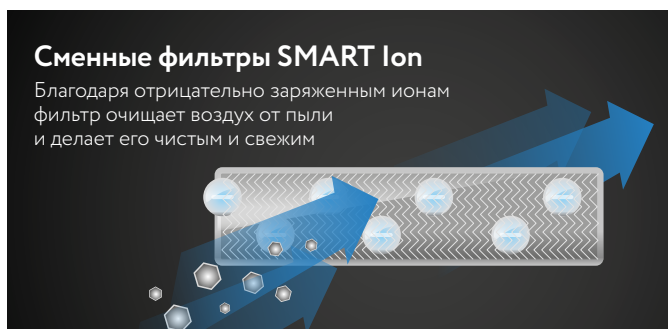 Сменные фильтры SMART Ion
Благодаря отрицательно заряженным ионам
фильтр очищает воздух от пыли
и делает его чистым и свежим